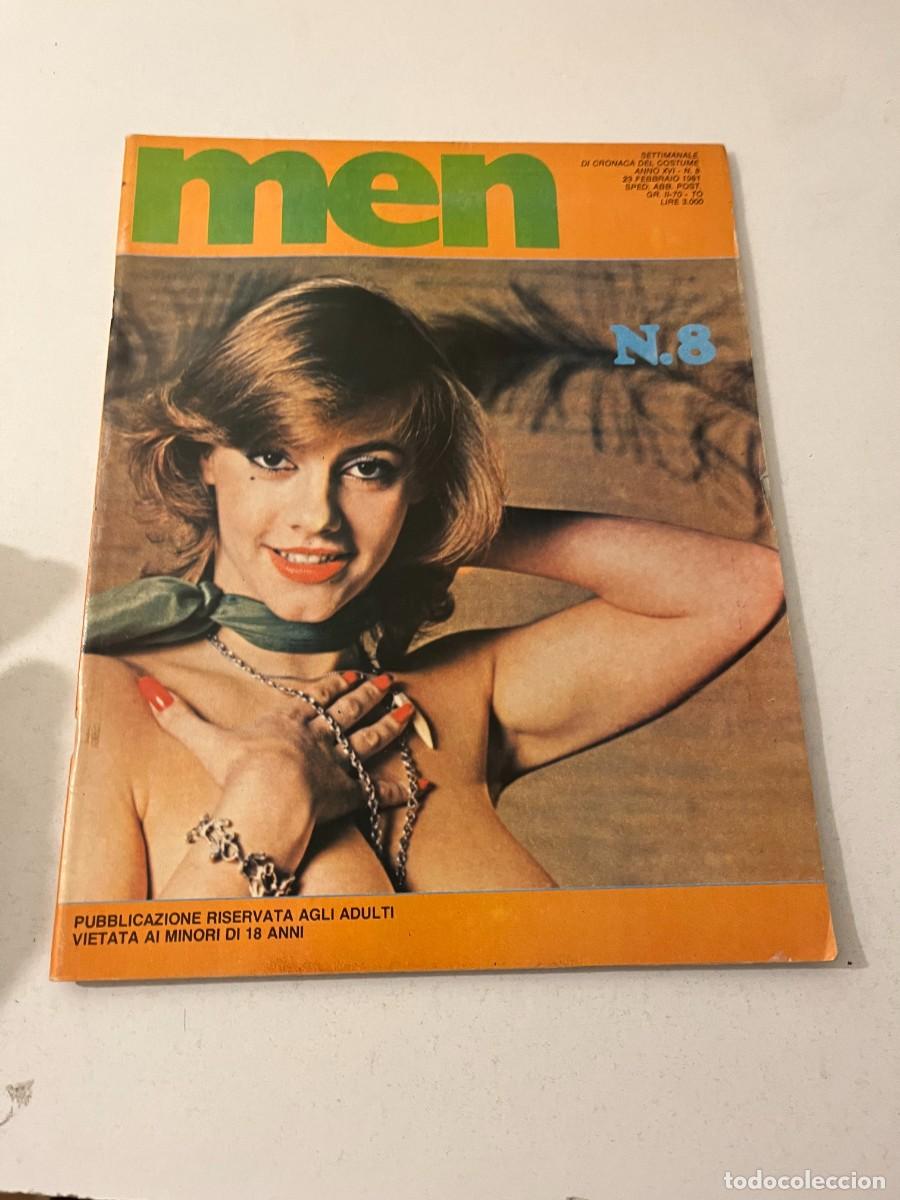 men
SETTIMANALE
DI CRONACA DEL COSTUME
ANNO XVI - N. 8
23 FEBBRAIO 1981
SPED. ABB. POST.
GR. II-70 - TO
LIRE 3.000
N.8
PUBBLICAZIONE RISERVATA AGLI ADULTI
VIETATA AI MINORI DI 18 ANNI
todocoleccion